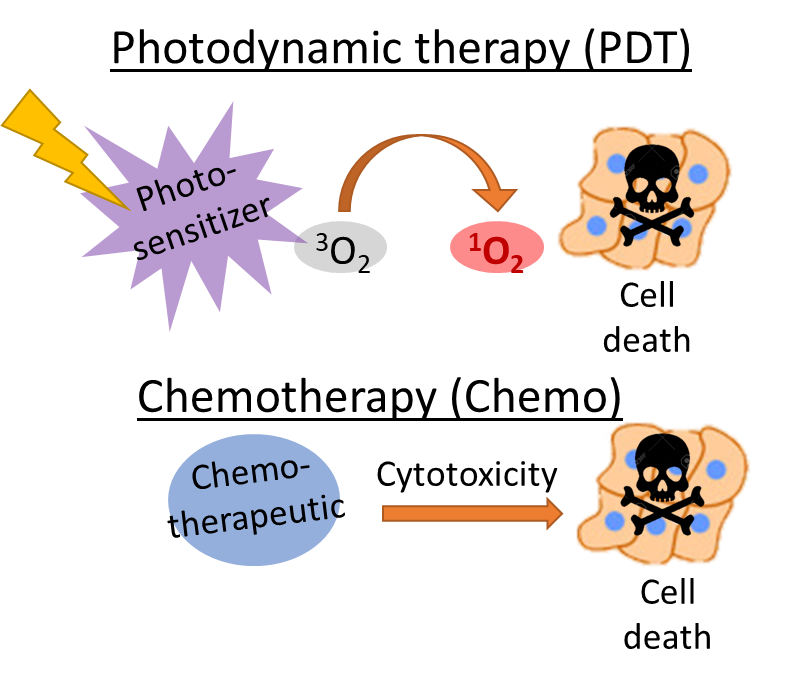 Photodynamic therapy (PDT)
Photo-
sensitizer
³O₂
¹O₂
Cell
death
Chemotherapy (Chemo)
Chemo-
therapeutic
Cytotoxicity
Cell
death